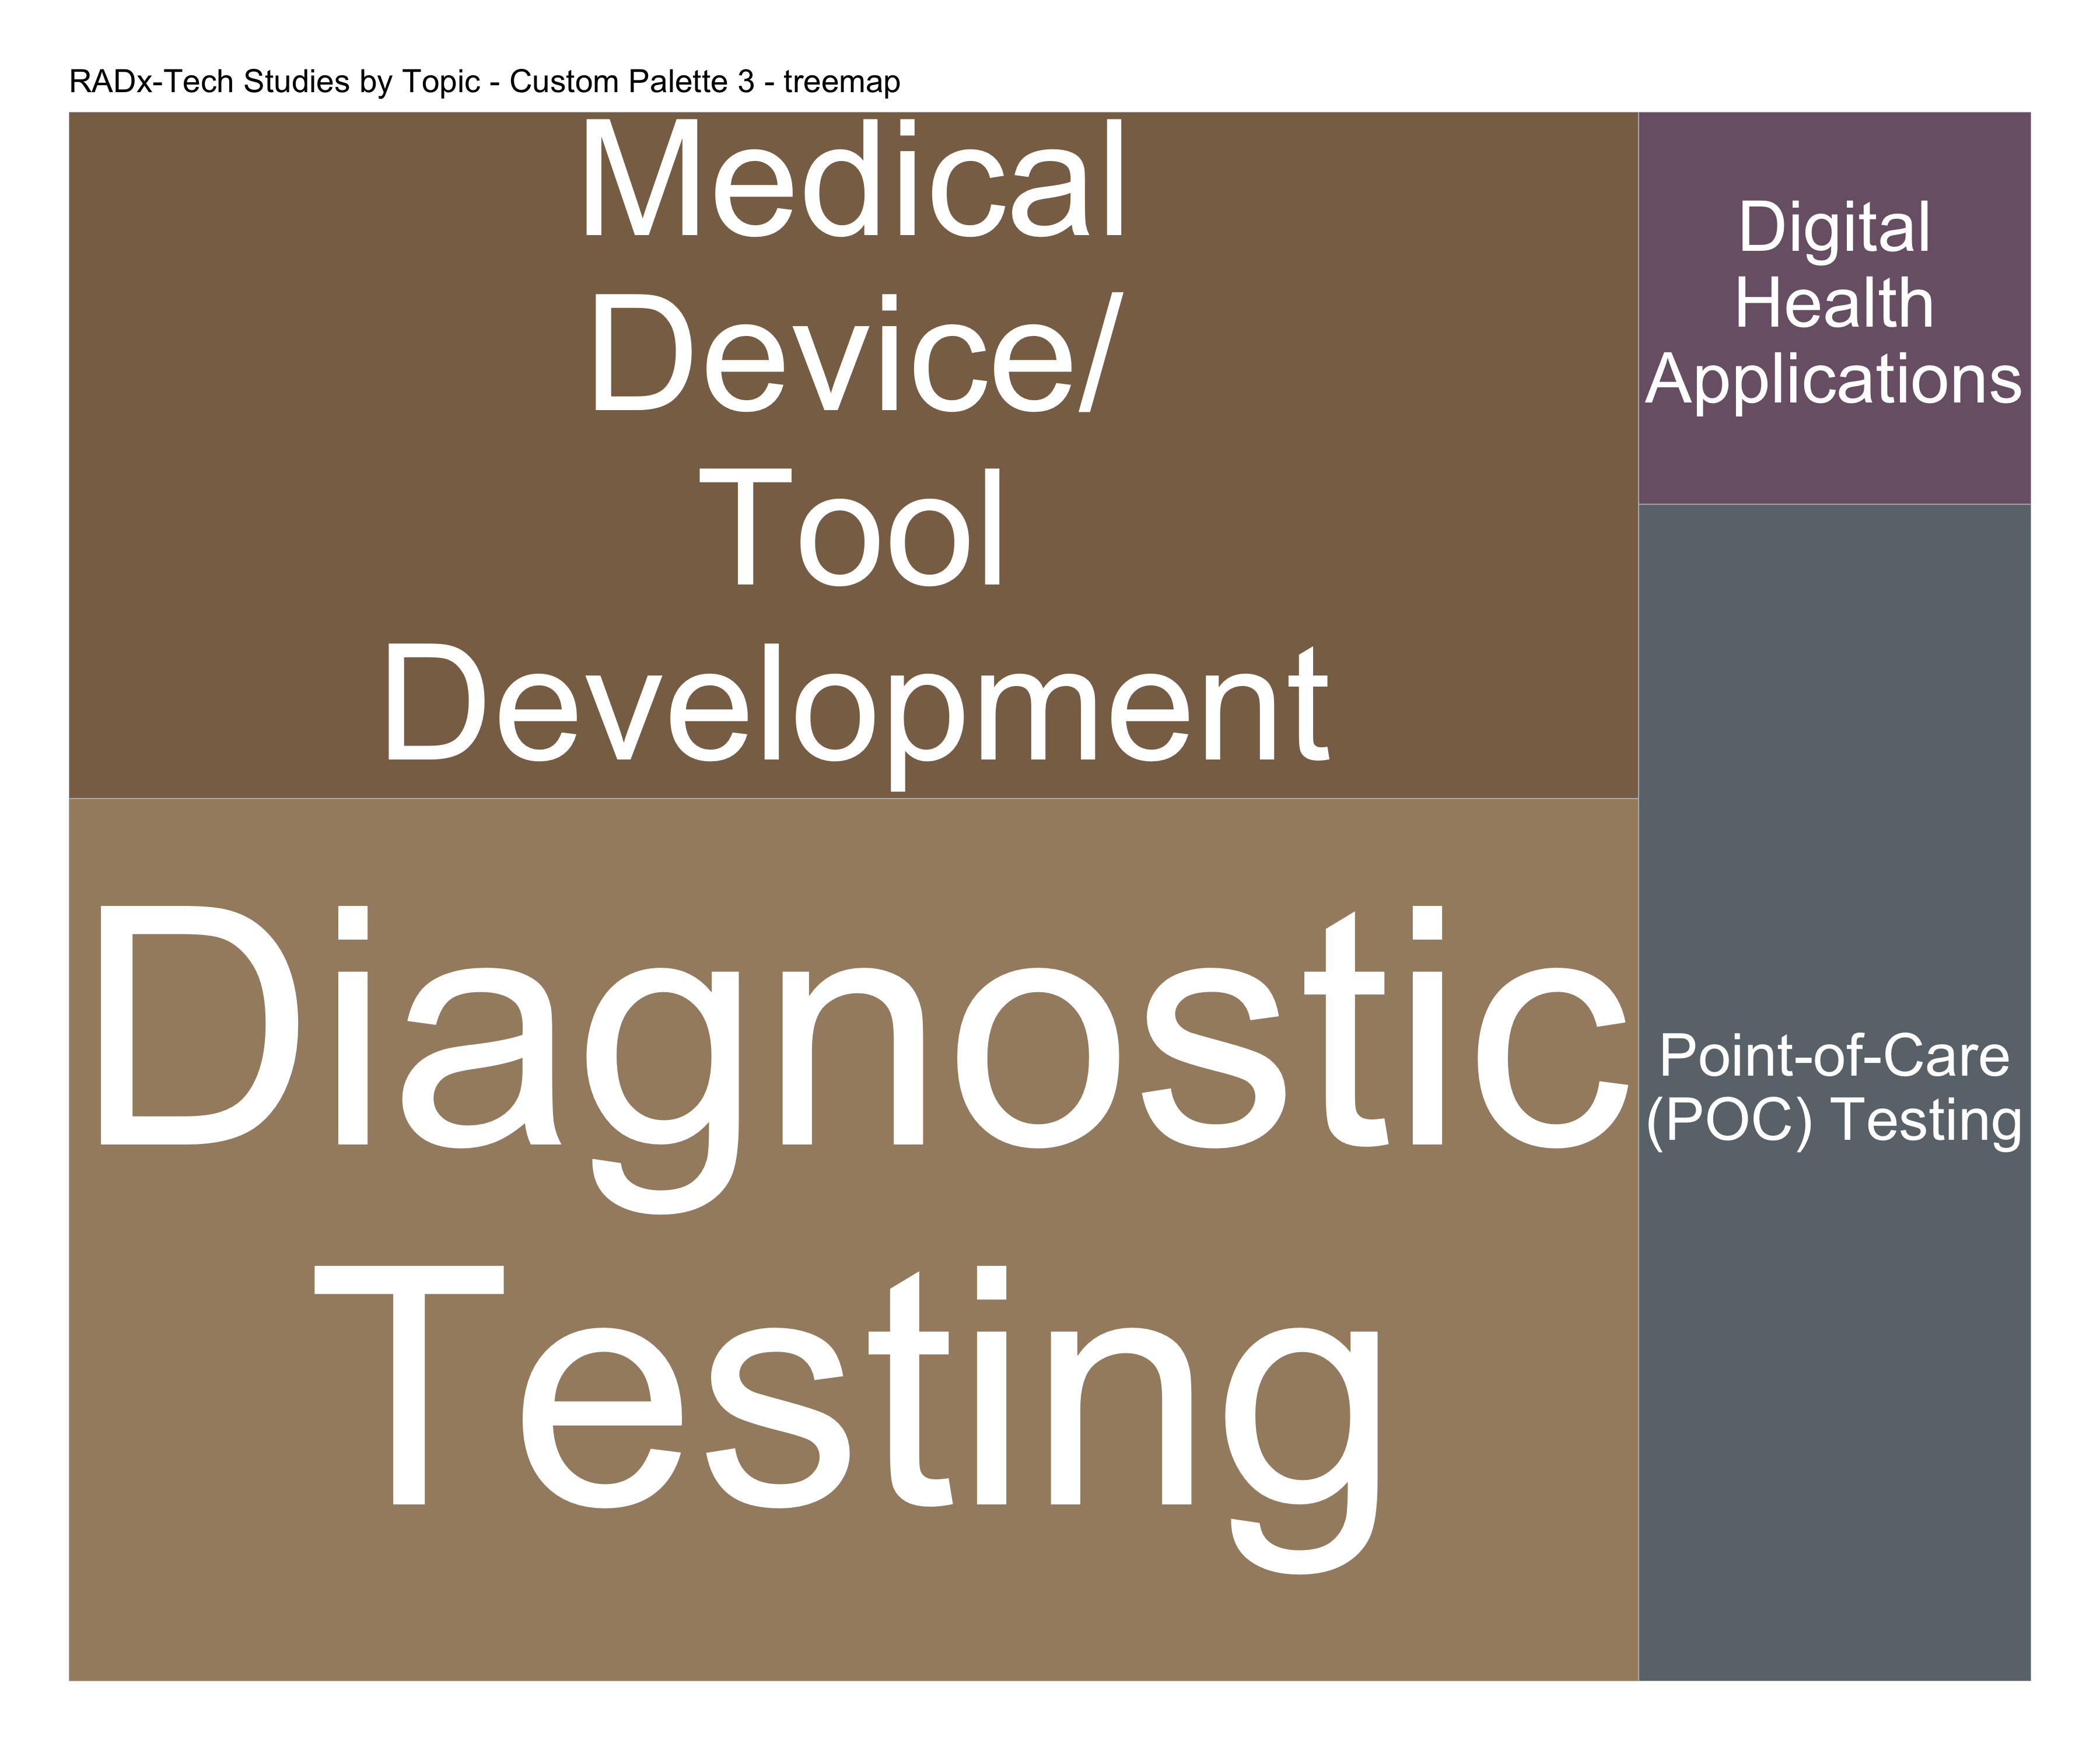 RADx-Tech Studies by Topic - Custom Palette 3 - treemap
Medical
Device/
Tool
Development
Digital
Health
Applications
Diagnostic
Testing
Point-of-Care
(POC) Testing